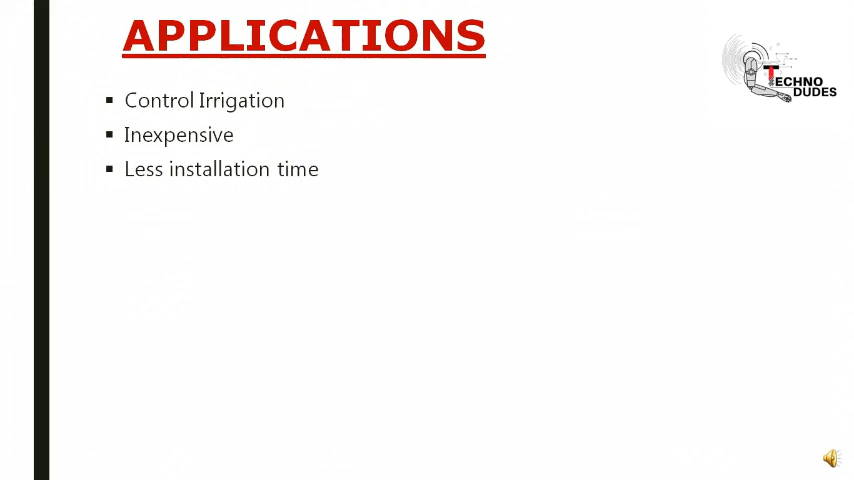 APPLICATIONS
▪ Control Irrigation
▪ Inexpensive
▪ Less installation time
TECHNO
DUDES